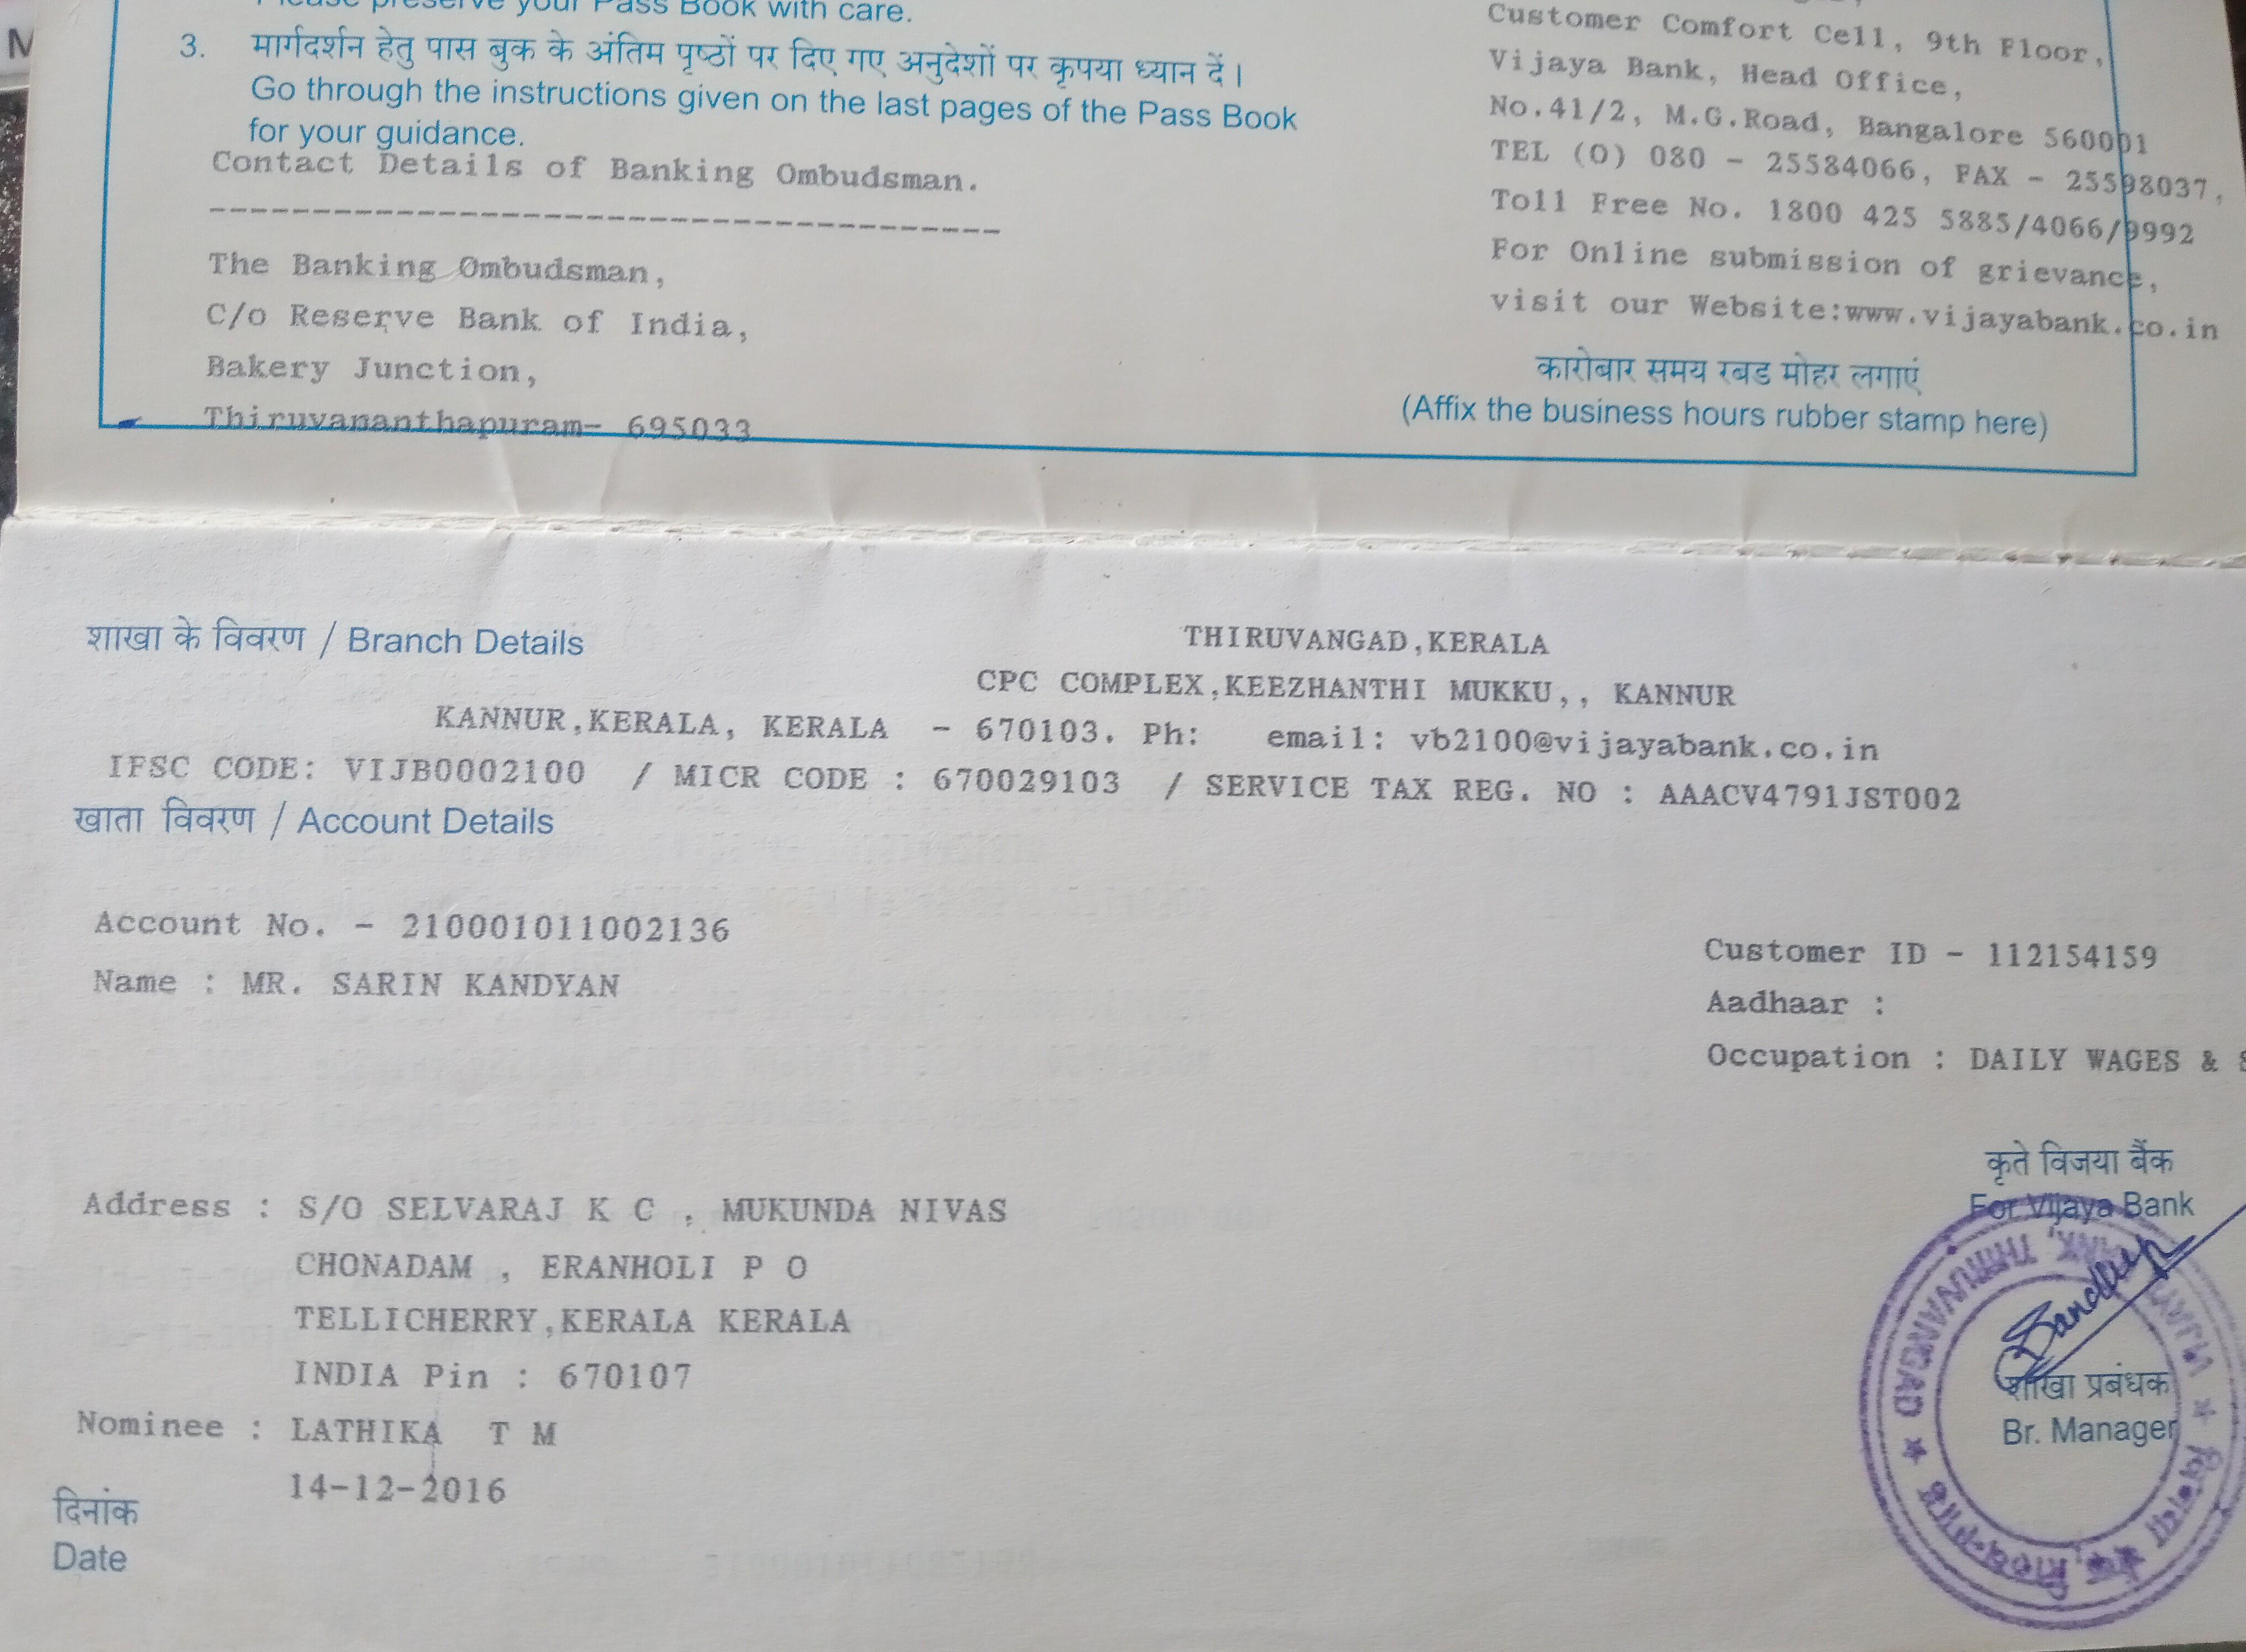 Please preserve your Pass Book with care.
3. मार्गदर्शन हेतु पास बुक के अंतिम पृष्ठों पर दिए गए अनुदेशों पर कृपया ध्यान दें।
Go through the instructions given on the last pages of the Pass Book
for your guidance.
Contact Details of Banking Ombudsman.
The Banking Ombudsman,
C/o Reserve Bank of India,
Bakery Junction,
Thiruvananthapuram- 695033
Customer Comfort Cell, 9th Floor,
Vijaya Bank, Head Office,
No.41/2, M.G.Road, Bangalore 560001
TEL (O) 080 - 25584066, FAX - 25598037,
Toll Free No. 1800 425 5885/4066/9992
For Online submission of grievance,
visit our Website:www.vijayabank.co.in
कारोबार समय रबड मोहर लगाएं
(Affix the business hours rubber stamp here)
शाखा के विवरण / Branch Details
THIRUVANGAD,KERALA
CPC COMPLEX,KEEZHANTHI MUKKU,, KANNUR
KANNUR,KERALA, KERALA - 670103. Ph: email: vb2100@vijayabank.co.in
IFSC CODE: VIJB0002100 / MICR CODE : 670029103 / SERVICE TAX REG. NO : AAACV4791JST002
खाता विवरण / Account Details
Account No. - 210001011002136
Name : MR. SARIN KANDYAN
Customer ID - 112154159
Aadhaar :
Occupation : DAILY WAGES &
Address : S/O SELVARAJ K C , MUKUNDA NIVAS
CHONADAM , ERANHOLI P O
TELLICHERRY,KERALA KERALA
INDIA Pin : 670107
Nominee : LATHIKA T M
14-12-2016
दिनांक
Date
कृते विजया बैंक
For Vijaya Bank
शाखा प्रबंधक
Br. Manager
THIRUVANGAD